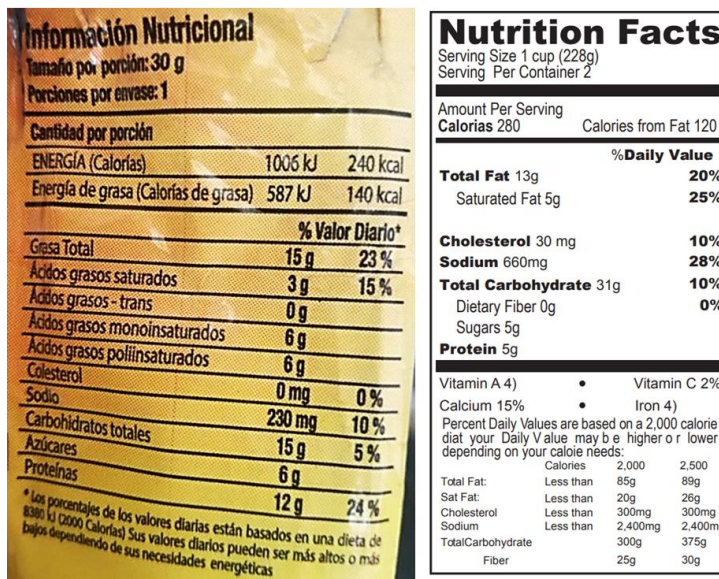 Información Nutricional
Tamaño por porción: 30 g
Porciones por envase: 1
Cantidad por porción
ENERGÍA (Calorías) 1006 kJ 240 kcal
Energía de grasa (Calorías de grasa) 587 kJ 140 kcal
% Valor Diario*
Grasa Total 15 g 23 %
Ácidos grasos saturados 3 g 15 %
Ácidos grasos - trans 0 g
Ácidos grasos monoinsaturados 6 g
Ácidos grasos poliinsaturados 6 g
Colesterol 0 mg 0 %
Sodio 230 mg 10 %
Carbohidratos totales 15 g 5 %
Azúcares 6 g
Proteínas 12 g 24 %
* Los porcentajes de los valores diarias están basados en una dieta de
8380 kJ (2000 Calorías) Sus valores diarios pueden ser más altos o más
bajos dependiendo de sus necesidades energéticas
Nutrition Facts
Serving Size 1 cup (228g)
Serving Per Container 2
Amount Per Serving
Calorias 280 Calories from Fat 120
%Daily Value
Total Fat 13g 20%
Saturated Fat 5g 25%
Cholesterol 30 mg 10%
Sodium 660mg 28%
Total Carbohydrate 31g 10%
Dietary Fiber 0g 0%
Sugars 5g
Protein 5g
Vitamin A 4) • Vitamin C 2%
Calcium 15% • Iron 4)
Percent Daily Values are based on a 2,000 calorie
diat your Daily V alue may b e higher o r lower
depending on your caloie needs:
Calories 2,000 2,500
Total Fat: Less than 85g 89g
Sat Fat: Less than 20g 26g
Cholesterol Less than 300mg 300mg
Sodium Less than 2,400mg 2,400m
TotalCarbohydrate 300g 375g
Fiber 25g 30g